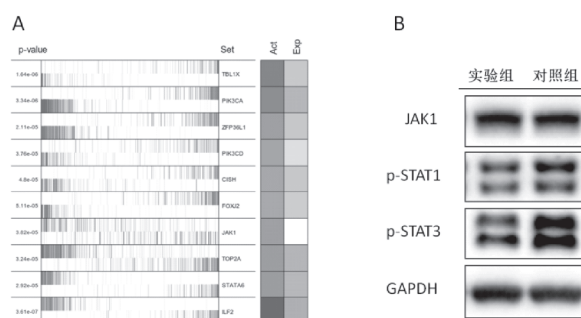 A
p-value
Set
Act
Exp
1.64e-06
TBL1X
3.34e-06
PIK3CA
2.11e-05
ZFP36L1
3.76e-05
PIK3CD
4.8e-05
CISH
5.11e-05
FOXJ2
3.82e-05
JAK1
3.24e-05
TOP2A
2.92e-05
STAT6
3.61e-07
ILF2
B
实验组 对照组
JAK1
p-STAT1
p-STAT3
GAPDH